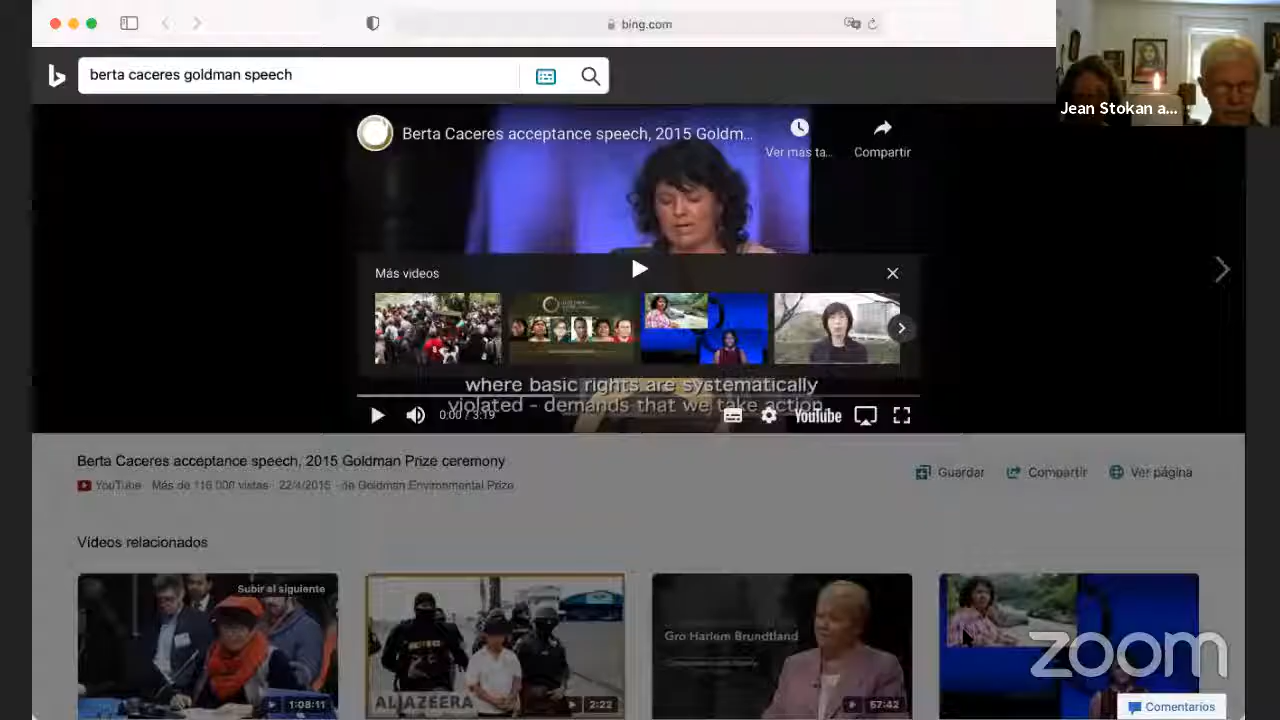 bing.com
berta caceres goldman speech
Jean Stokan a...
Berta Caceres acceptance speech, 2015 Goldm...
Ver más ta...
Compartir
Más videos
where basic rights are systematically
violated - demands that we take action
0:00 / 3:19
YouTube
Berta Caceres acceptance speech, 2015 Goldman Prize ceremony
YouTube · Más de 116 000 vistas · 22/4/2015 · de Goldman Environmental Prize
Guardar
Compartir
Ver página
Vídeos relacionados
Subir al siguiente
1:08:11
ALJAZEERA
2:22
Gro Harlem Brundtland
57:42
zoom
Comentarios